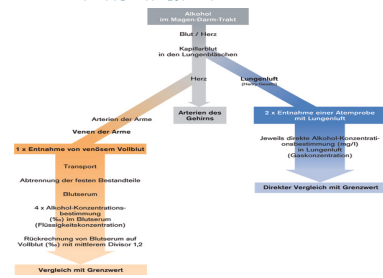 Alkohol
im Magen-Darm-Trakt
Blut / Herz
Kapillarblut
in den Lungenbläschen
Herz
Lungenluft
Arterien der Arme
Venen der Arme
Arterien des
Gehirns
1 x Entnahme von venösem Vollblut
Transport
Abtrennung der festen Bestandteile
Blutserum
4 x Alkohol-Konzentrations-
bestimmung
(‰) im Blutserum
(Flüssigkeitskonzentration)
Rückrechnung von Blutserum auf
Vollblut (‰) mit mittlerem Divisor 1,2
Vergleich mit Grenzwert
2 x Entnahme einer Atemprobe
mit Lungenluft
Jeweils direkte Alkohol-Konzentrati-
onsbestimmung (mg/l)
in Lungenluft
(Gaskonzentration)
Direkter Vergleich mit Grenzwert